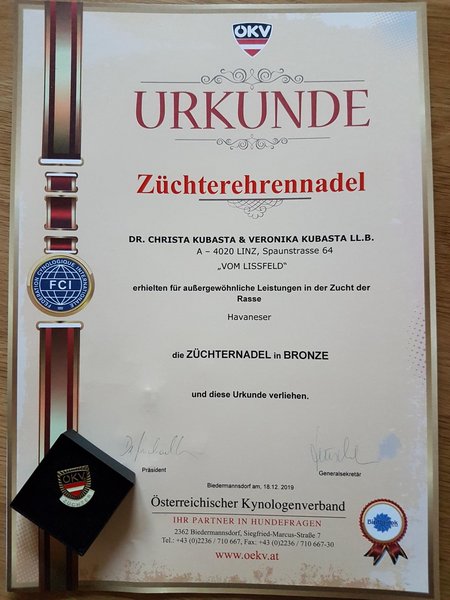 ÖKV
URKUNDE
Züchterehrennadel
DR. CHRISTA KUBASTA & VERONIKA KUBASTA LL.B.
A – 4020 LINZ, Spaunstrasse 64
„VOM LISSFELD“
erhielten für außergewöhnliche Leistungen in der Zucht der
Rasse
Havaneser
die ZÜCHTERNADEL in BRONZE
und diese Urkunde verliehen.
Präsident
Generalsekretär
Biedermannsdorf am, 18.12. 2019
Österreichischer Kynologenverband
IHR PARTNER IN HUNDEFRAGEN
2362 Biedermannsdorf, Siegfried-Marcus-Straße 7
Tel.: +43 (0)2236 / 710 667, Fax: +43 (0)2236 / 710 667-30
www.oekv.at
FEDERATION CYNOLOGIQUE INTERNATIONALE
FCI
ÖKV